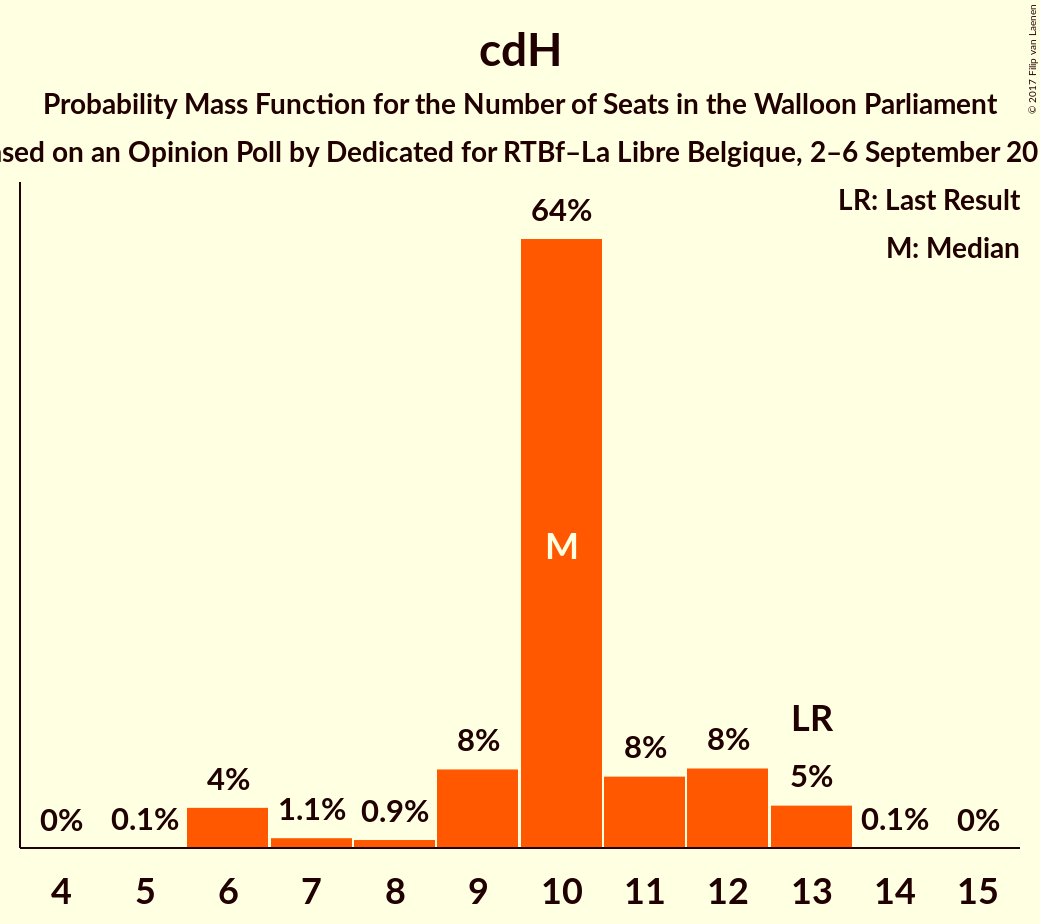 cdH
Probability Mass Function for the Number of Seats in the Walloon Parliament
on an Opinion Poll by Dedicated for RTBf–La Libre Belgique, 2–6 September
© 2017 Filip van Laenen
LR: Last Result
M: Median
64%
M
LR
8%
8%
8%
4%
5%
0%
0.1%
1.1%
0.9%
0.1%
0%
4 5 6 7 8 9 10 11 12 13 14 15